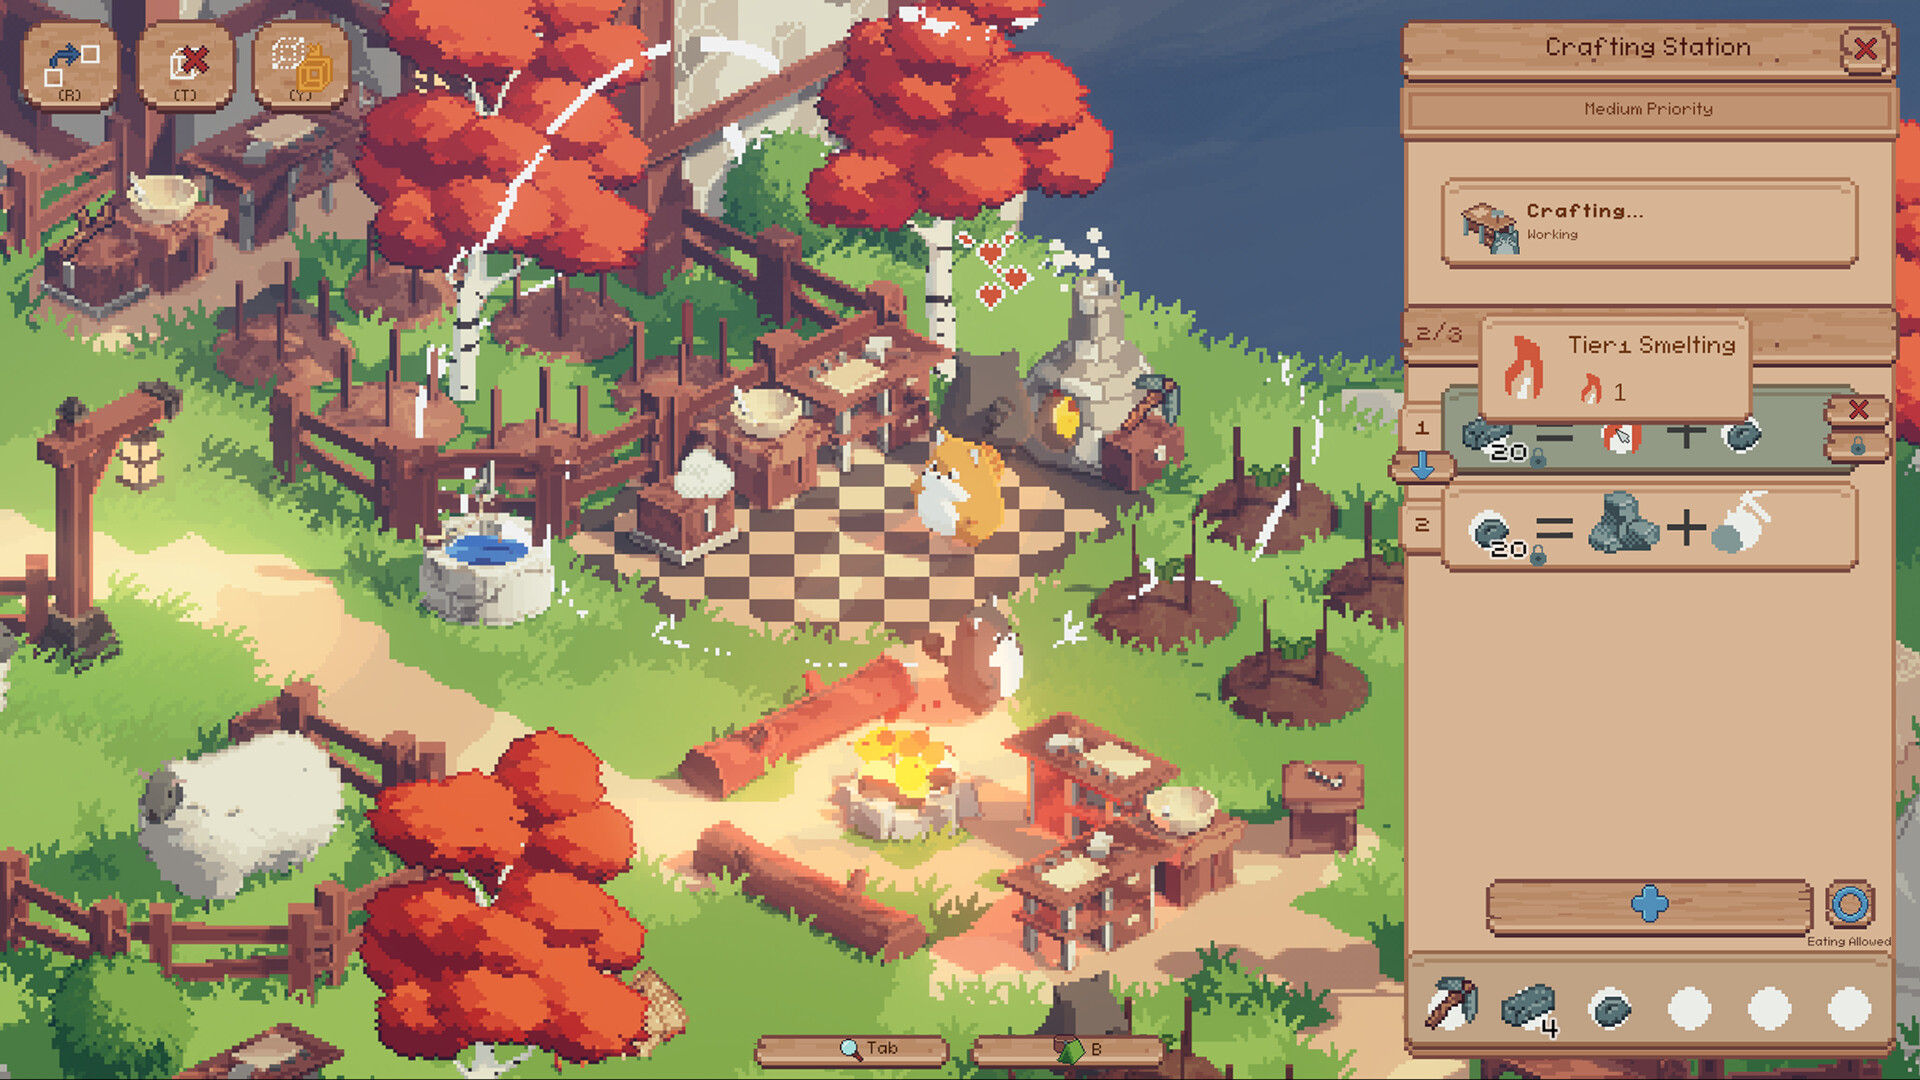 (R)
(T)
(Y)
Crafting Station
Medium Priority
Crafting...
Working
2/3
Tier1 Smelting
1
1
20
2
20
Eating Allowed
4
Tab
B